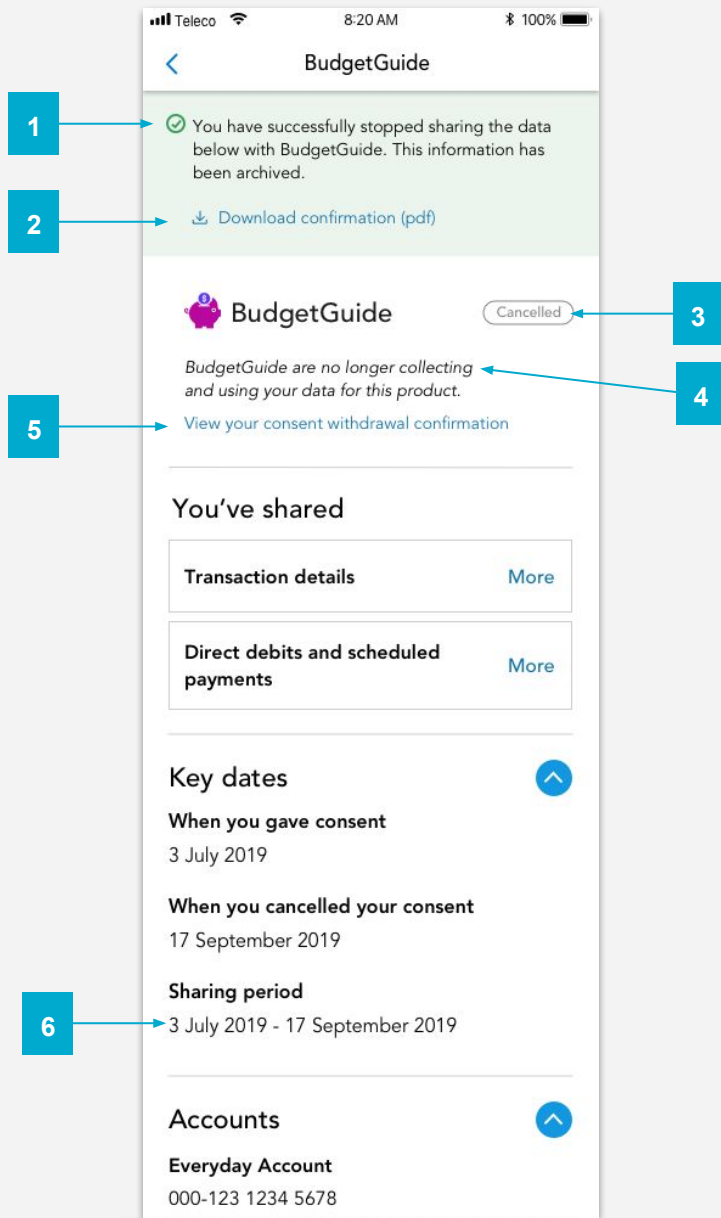 Teleco 8:20 AM 100%
BudgetGuide
1
You have successfully stopped sharing the data
below with BudgetGuide. This information has
been archived.
2
Download confirmation (pdf)
BudgetGuide
Cancelled
3
BudgetGuide are no longer collecting
and using your data for this product.
4
5
View your consent withdrawal confirmation
You've shared
Transaction details More
Direct debits and scheduled
payments
More
Key dates
When you gave consent
3 July 2019
When you cancelled your consent
17 September 2019
Sharing period
6
3 July 2019 - 17 September 2019
Accounts
Everyday Account
000-123 1234 5678